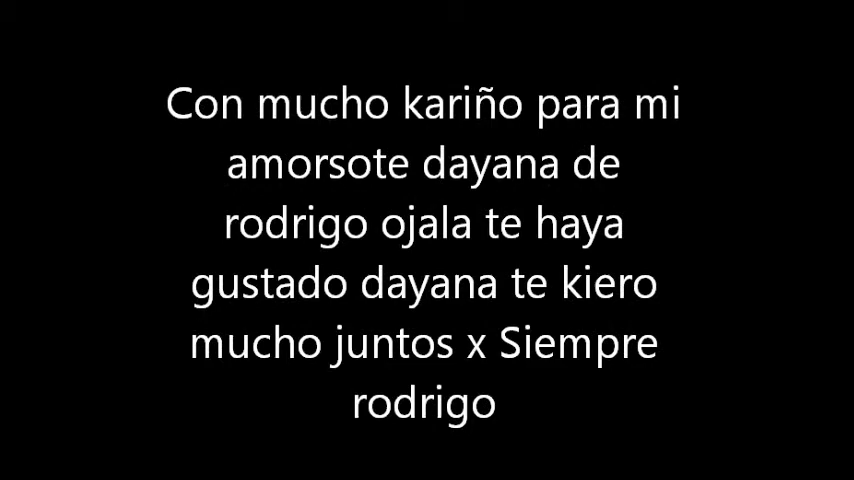 Con mucho kariño para mi
amorsote dayana de
rodrigo ojala te haya
gustado dayana te kiero
mucho juntos x Siempre
rodrigo